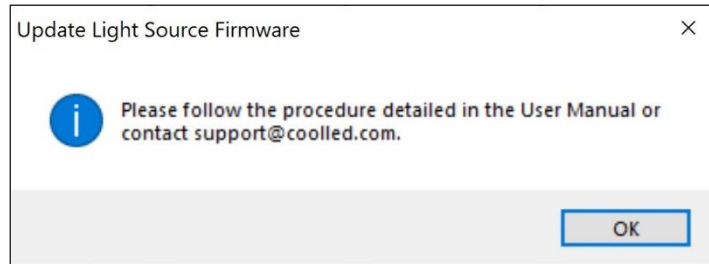 Update Light Source Firmware
Please follow the procedure detailed in the User Manual or
contact support@coolled.com.
OK